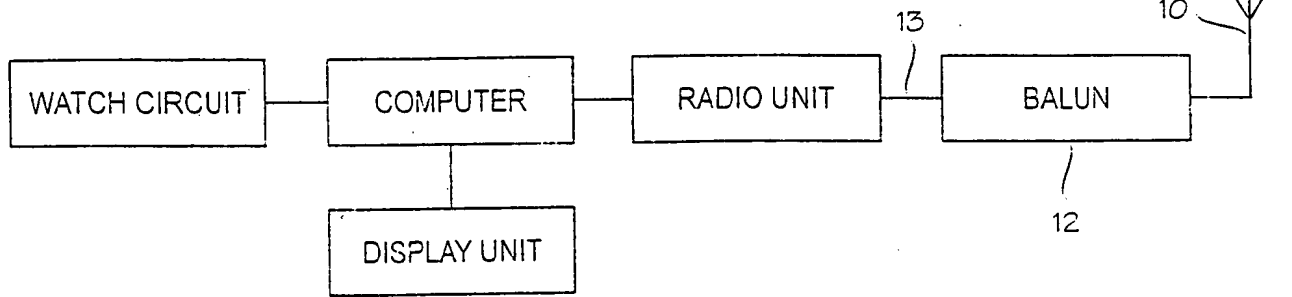 10
13
WATCH CIRCUIT
COMPUTER
RADIO UNIT
BALUN
12
DISPLAY UNIT